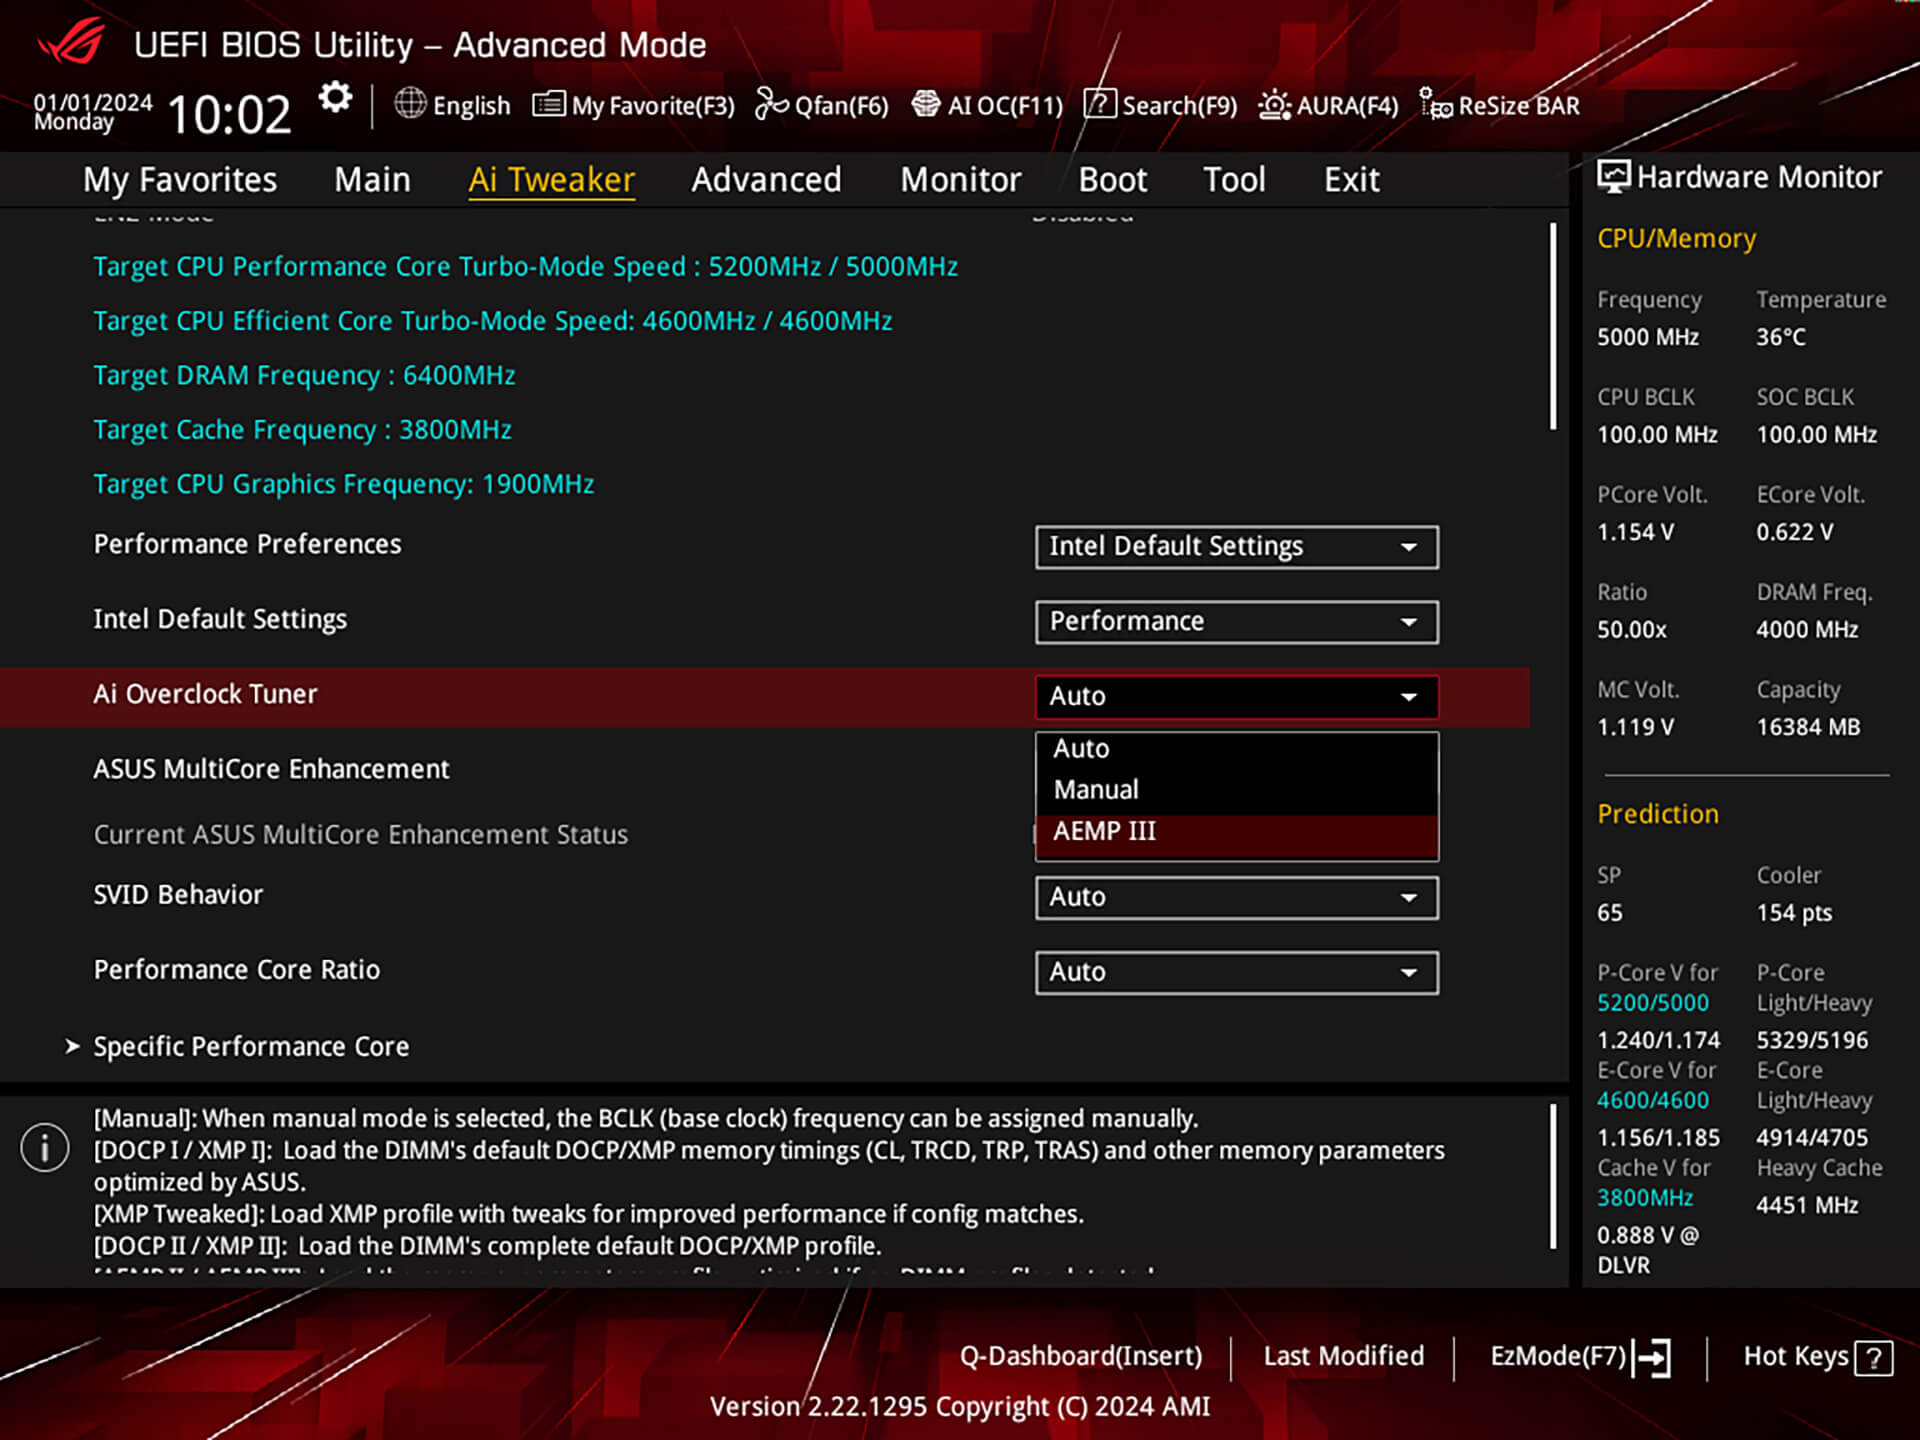 UEFI BIOS Utility – Advanced Mode
01/01/2024
Monday
10:02
English
My Favorite(F3)
Qfan(F6)
AI OC(F11)
Search(F9)
AURA(F4)
ReSize BAR
My Favorites
Main
Ai Tweaker
Advanced
Monitor
Boot
Tool
Exit
Target CPU Performance Core Turbo-Mode Speed : 5200MHz / 5000MHz
Target CPU Efficient Core Turbo-Mode Speed: 4600MHz / 4600MHz
Target DRAM Frequency : 6400MHz
Target Cache Frequency : 3800MHz
Target CPU Graphics Frequency: 1900MHz
Performance Preferences
Intel Default Settings
Intel Default Settings
Performance
Ai Overclock Tuner
Auto
Auto
Manual
AEMP III
ASUS MultiCore Enhancement
Current ASUS MultiCore Enhancement Status
SVID Behavior
Auto
Performance Core Ratio
Auto
Specific Performance Core
[Manual]: When manual mode is selected, the BCLK (base clock) frequency can be assigned manually.
[DOCP I / XMP I]:  Load the DIMM's default DOCP/XMP memory timings (CL, TRCD, TRP, TRAS) and other memory parameters
optimized by ASUS.
[XMP Tweaked]: Load XMP profile with tweaks for improved performance if config matches.
[DOCP II / XMP II]:  Load the DIMM's complete default DOCP/XMP profile.
Hardware Monitor
CPU/Memory
Frequency
Temperature
5000 MHz
36°C
CPU BCLK
SOC BCLK
100.00 MHz
100.00 MHz
PCore Volt.
ECore Volt.
1.154 V
0.622 V
Ratio
DRAM Freq.
50.00x
4000 MHz
MC Volt.
Capacity
1.119 V
16384 MB
Prediction
SP
Cooler
65
154 pts
P-Core V for
P-Core
5200/5000
Light/Heavy
1.240/1.174
5329/5196
E-Core V for
E-Core
4600/4600
Light/Heavy
1.156/1.185
4914/4705
Cache V for
Heavy Cache
3800MHz
4451 MHz
0.888 V @
DLVR
Q-Dashboard(Insert)
Last Modified
EzMode(F7)
Hot Keys ?
Version 2.22.1295 Copyright (C) 2024 AMI